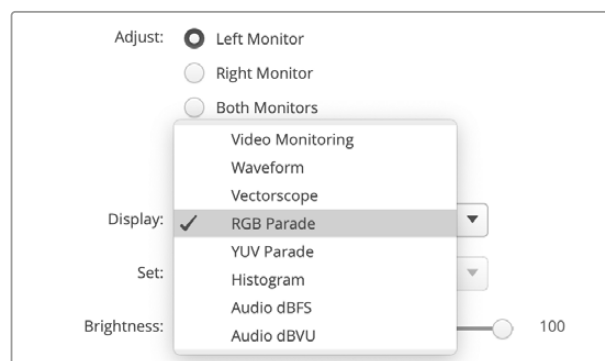 Adjust: Left Monitor
Right Monitor
Both Monitors
Video Monitoring
Waveform
Vectorscope
Display: RGB Parade
YUV Parade
Set: Histogram
Audio dBFS
Brightness: Audio dBVU 100